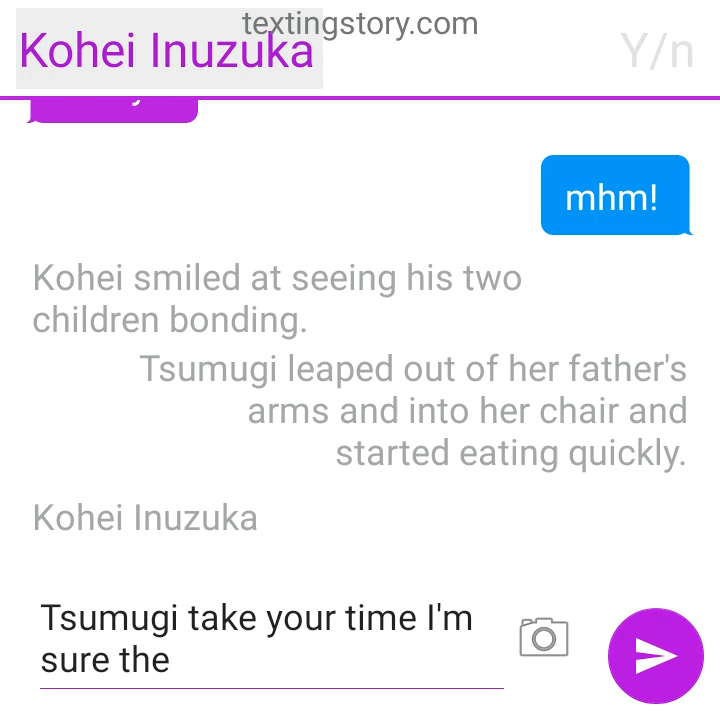 textingstory.com
Kohei Inuzuka
Y/n
mhm!
Kohei smiled at seeing his two
children bonding.
Tsumugi leaped out of her father's
arms and into her chair and
started eating quickly.
Kohei Inuzuka
Tsumugi take your time I'm
sure the